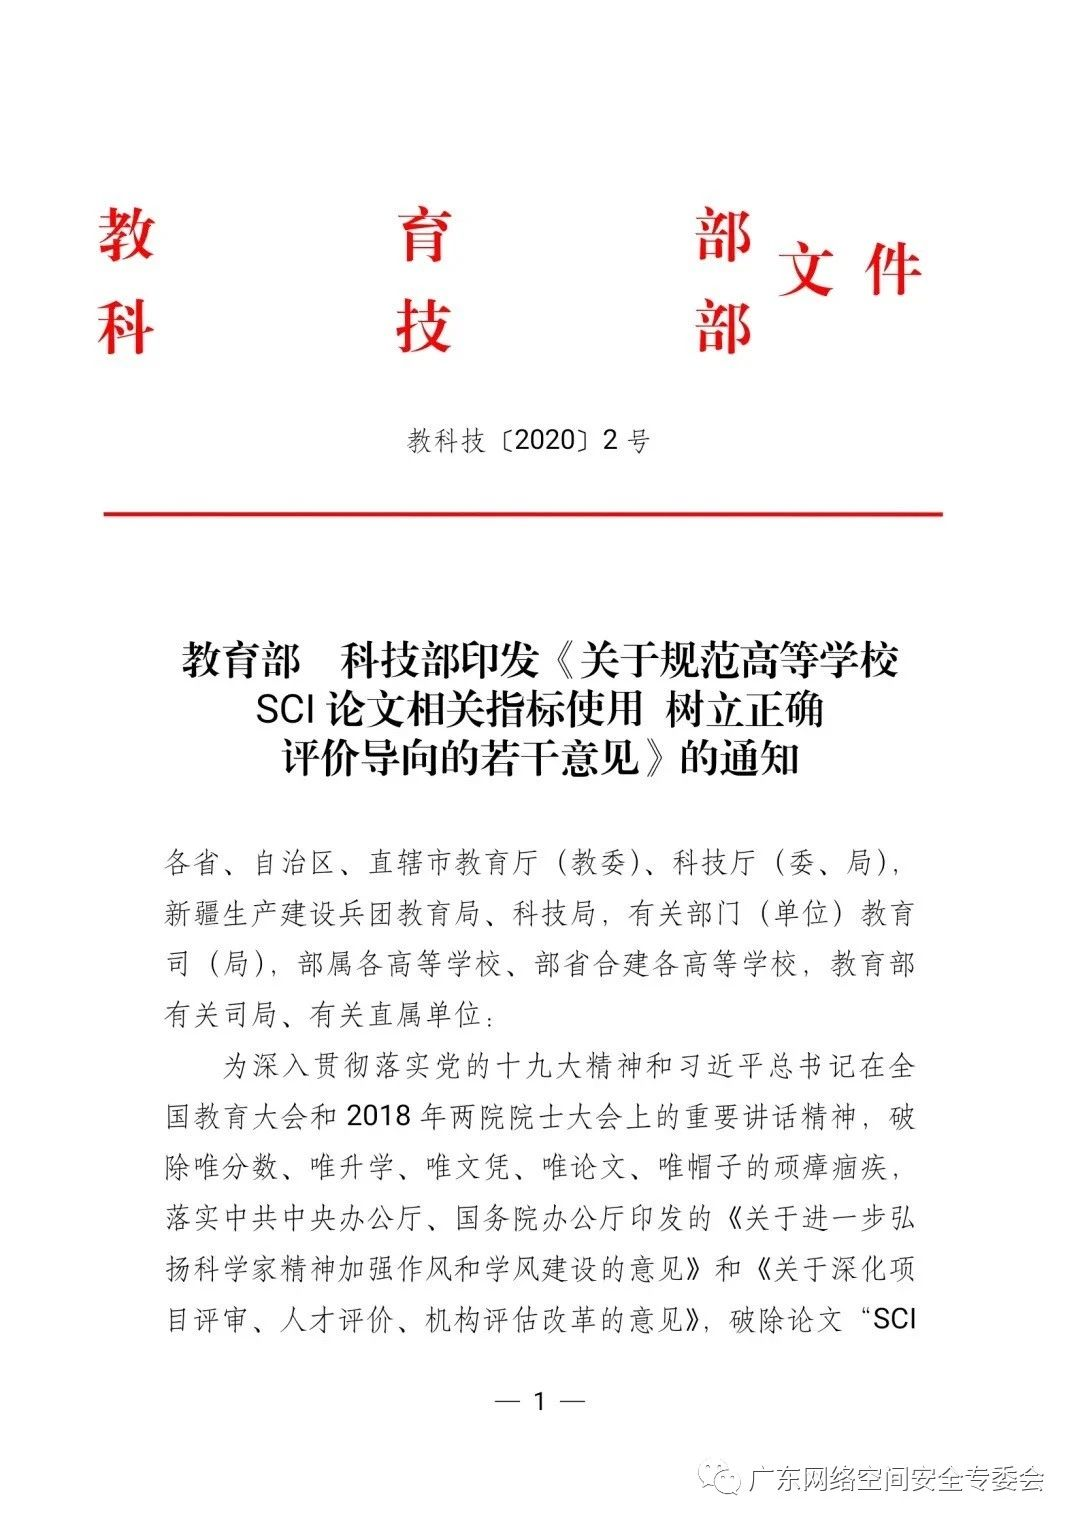 教育部
科技部
文件
教科技〔2020〕2 号
教育部　科技部印发《关于规范高等学校
SCI 论文相关指标使用 树立正确
评价导向的若干意见》的通知
各省、自治区、直辖市教育厅（教委）、科技厅（委、局），
新疆生产建设兵团教育局、科技局，有关部门（单位）教育
司（局），部属各高等学校、部省合建各高等学校，教育部
有关司局、有关直属单位：
为深入贯彻落实党的十九大精神和习近平总书记在全
国教育大会和 2018 年两院院士大会上的重要讲话精神，破
除唯分数、唯升学、唯文凭、唯论文、唯帽子的顽瘴痼疾，
落实中共中央办公厅、国务院办公厅印发的《关于进一步弘
扬科学家精神加强作风和学风建设的意见》和《关于深化项
目评审、人才评价、机构评估改革的意见》，破除论文“SCI
— 1 —
广东网络空间安全专委会